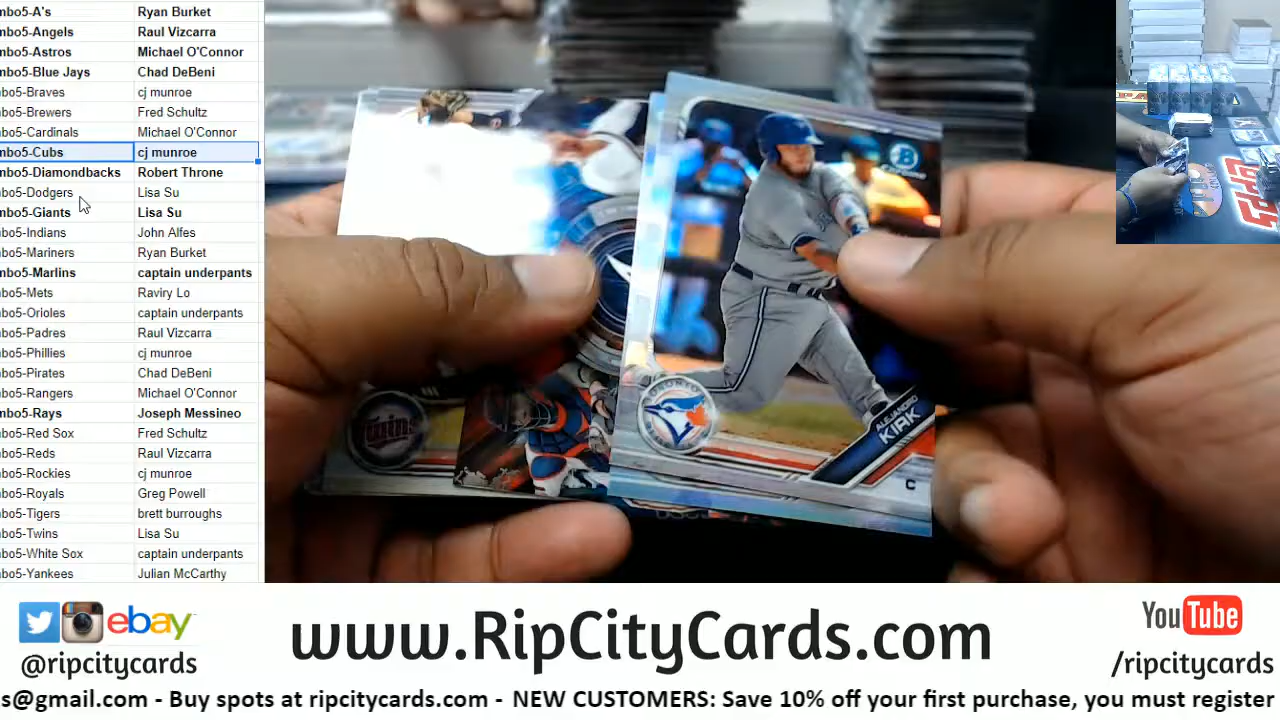 mbo5-A's Ryan Burket
mbo5-Angels Raul Vizcarra
mbo5-Astros Michael O'Connor
mbo5-Blue Jays Chad DeBeni
mbo5-Braves cj munroe
mbo5-Brewers Fred Schultz
mbo5-Cardinals Michael O'Connor
mbo5-Cubs cj munroe
mbo5-Diamondbacks Robert Throne
mbo5-Dodgers Lisa Su
mbo5-Giants Lisa Su
mbo5-Indians John Alfes
mbo5-Mariners Ryan Burket
mbo5-Marlins captain underpants
mbo5-Mets Raviry Lo
mbo5-Orioles captain underpants
mbo5-Padres Raul Vizcarra
mbo5-Phillies cj munroe
mbo5-Pirates Chad DeBeni
mbo5-Rangers Michael O'Connor
mbo5-Rays Joseph Messineo
mbo5-Red Sox Fred Schultz
mbo5-Reds Raul Vizcarra
mbo5-Rockies cj munroe
mbo5-Royals Greg Powell
mbo5-Tigers brett burroughs
mbo5-Twins Lisa Su
mbo5-White Sox captain underpants
mbo5-Yankees Julian McCarthy
B
Chrome
TORONTO
ALEJANDRO
KIRK
C
Twins
ebay
@ripcitycards
www.RipCityCards.com
YouTube
/ripcitycards
s@gmail.com - Buy spots at ripcitycards.com - NEW CUSTOMERS: Save 10% off your first purchase, you must register